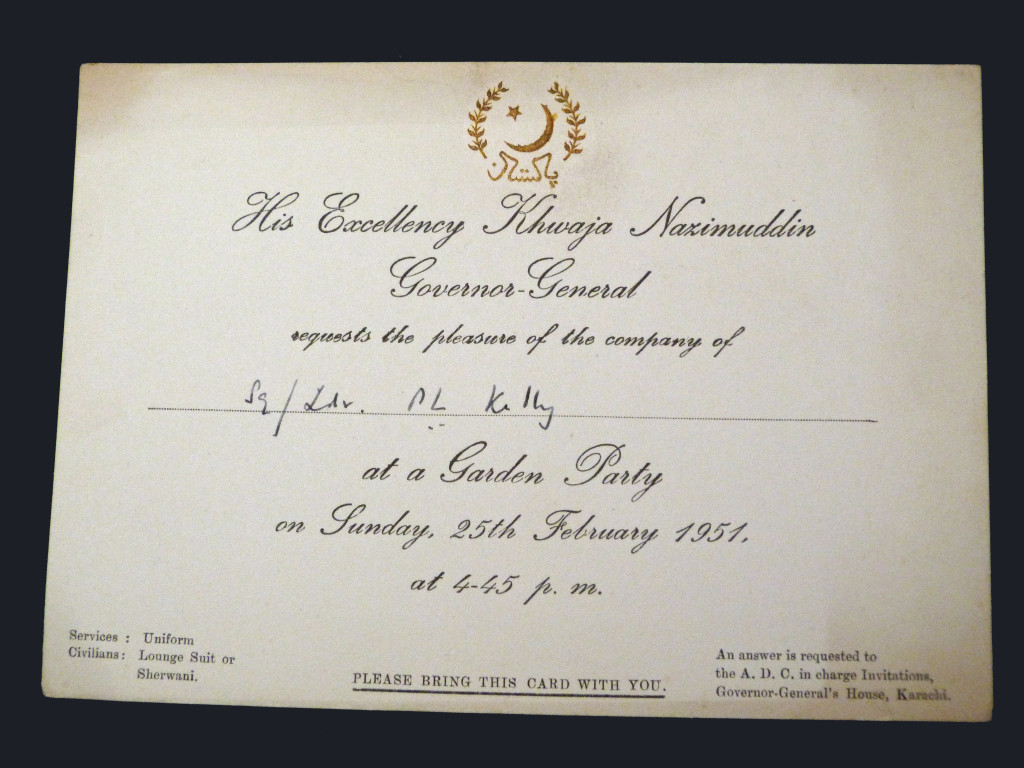 پاکستان
His Excellency Khwaja Nazimuddin
Governor-General
requests the pleasure of the company of
Sq/Ldr. PL Kelly
at a Garden Party
on Sunday, 25th February 1951,
at 4-45 p. m.
Services : Uniform
Civilians : Lounge Suit or
Sherwani.
PLEASE BRING THIS CARD WITH YOU.
An answer is requested to
the A. D. C. in charge Invitations,
Governor-General's House, Karachi.